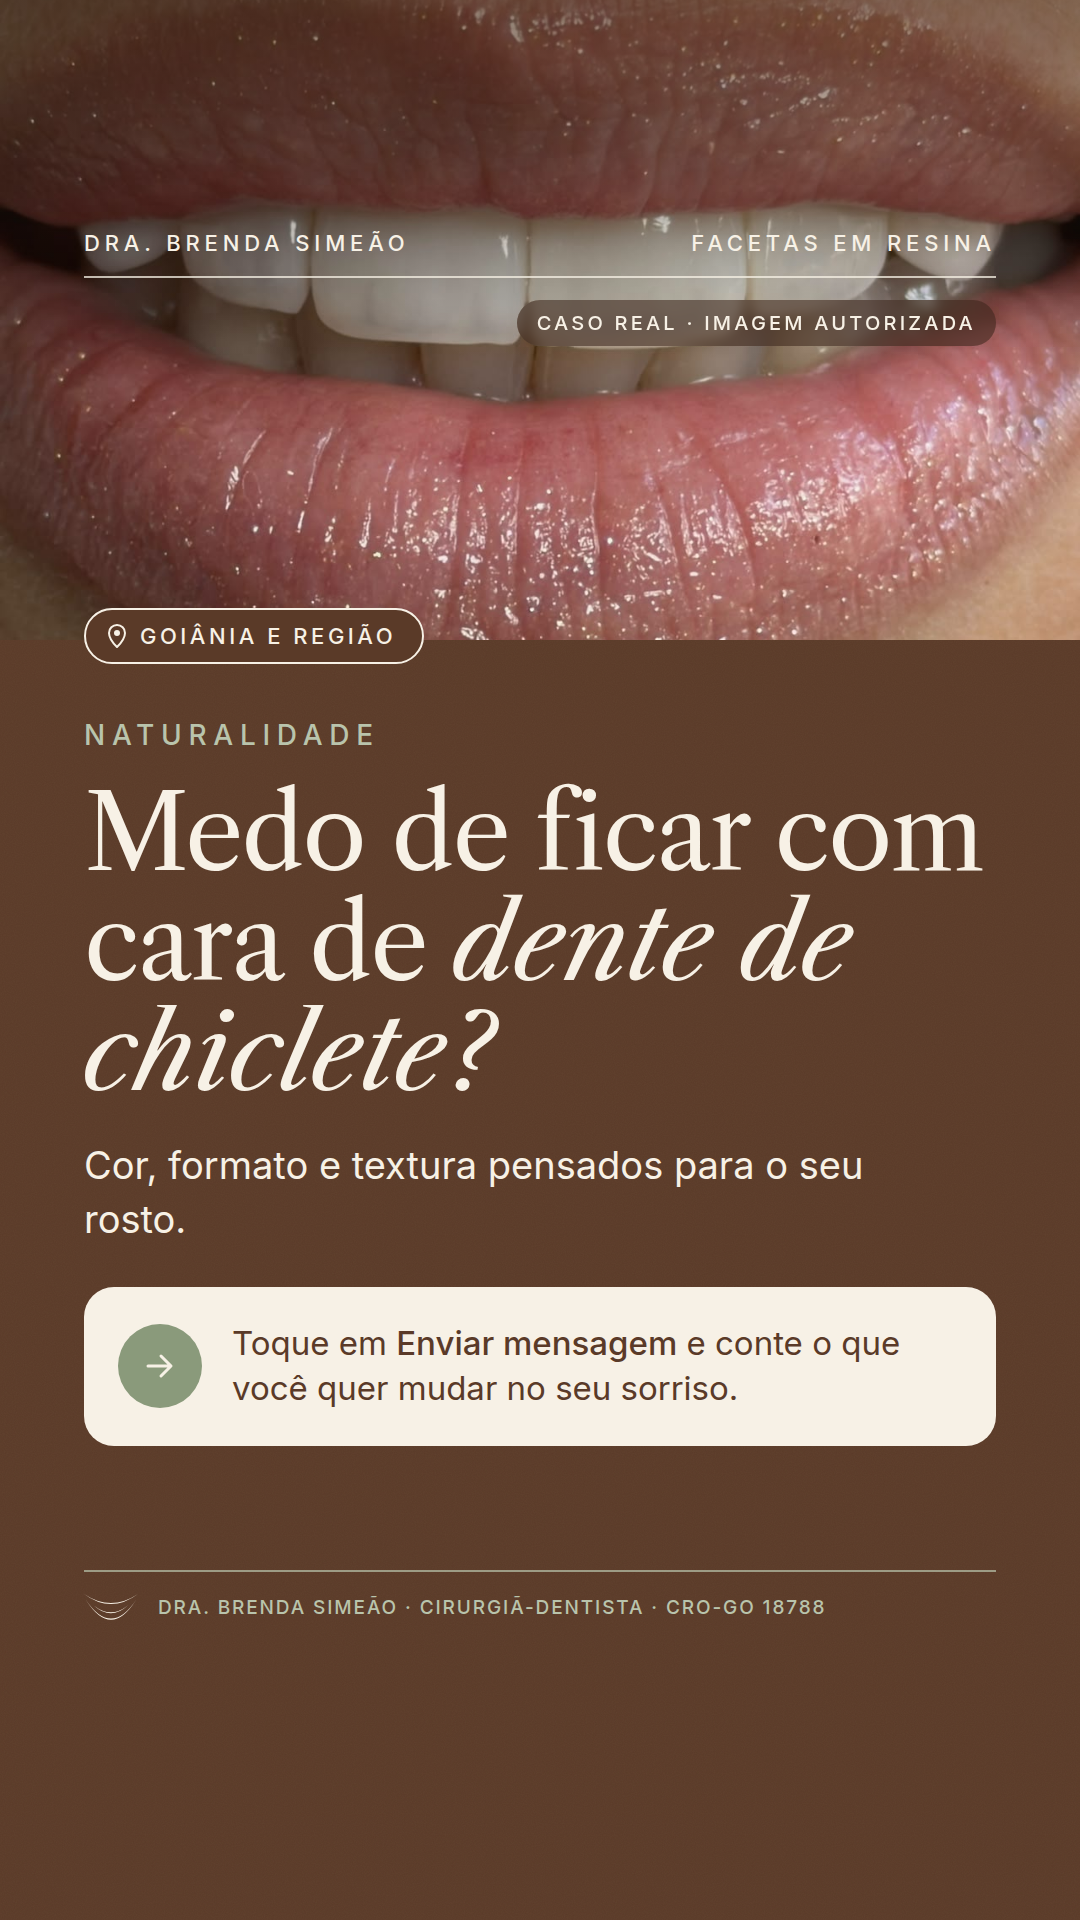 DRA. BRENDA SIMEÃO
FACETAS EM RESINA
CASO REAL · IMAGEM AUTORIZADA
GOIÂNIA E REGIÃO
NATURALIDADE
Medo de ficar com
cara de dente de
chiclete?
Cor, formato e textura pensados para o seu
rosto.
Toque em Enviar mensagem e conte o que
você quer mudar no seu sorriso.
DRA. BRENDA SIMEÃO · CIRURGIÃ-DENTISTA · CRO-GO 18788